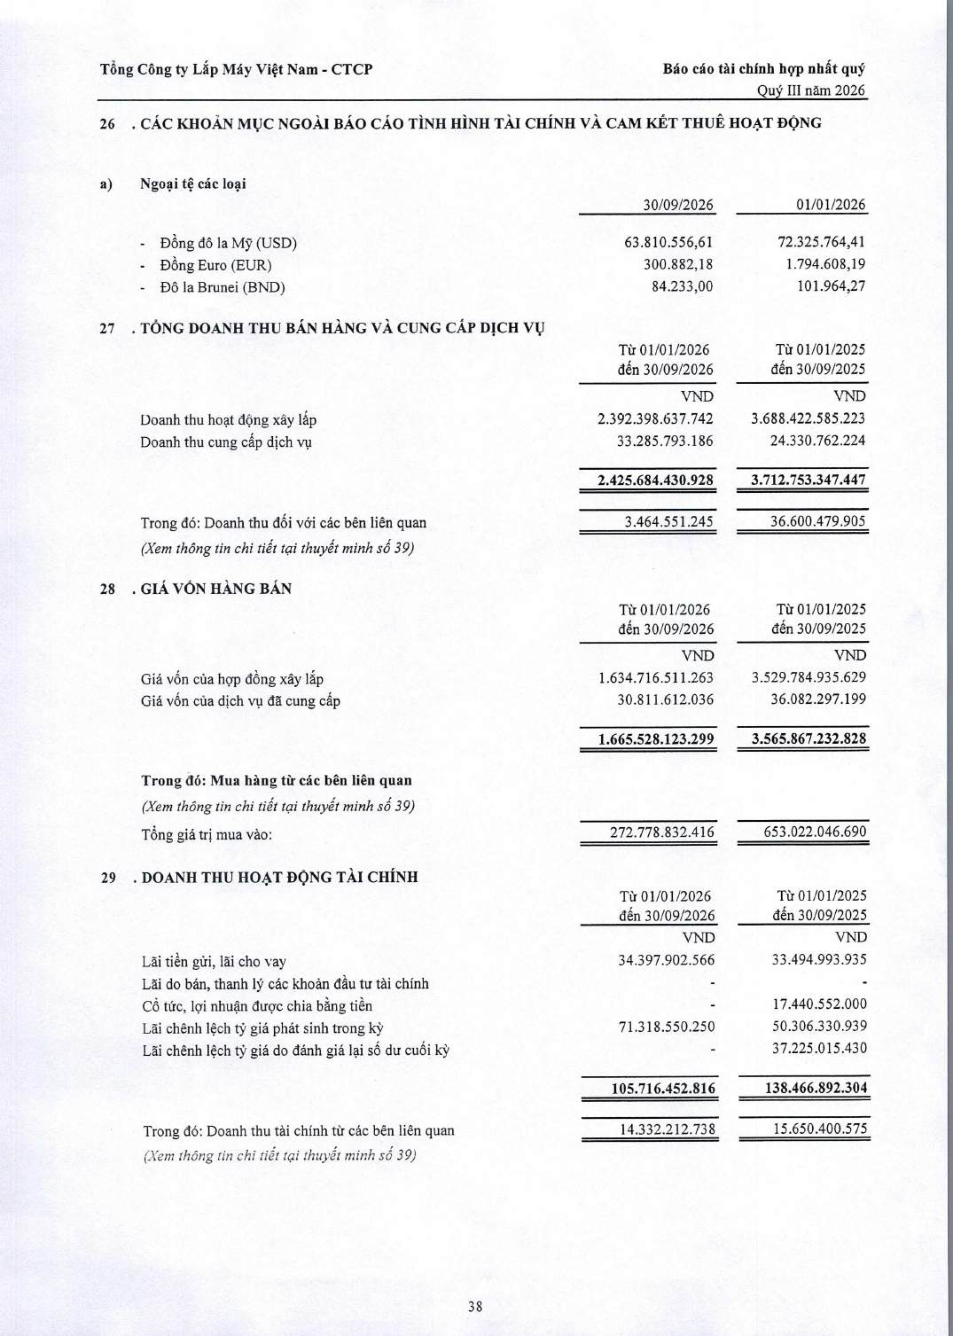 Tổng Công ty Lắp Máy Việt Nam - CTCP Báo cáo tài chính hợp nhất quý
Quý III năm 2026
26 . CÁC KHOẢN MỤC NGOÀI BÁO CÁO TÌNH HÌNH TÀI CHÍNH VÀ CAM KẾT THUÊ HOẠT ĐỘNG
a) Ngoại tệ các loại
30/09/2026 01/01/2026
- Đồng đô la Mỹ (USD) 63.810.556,61 72.325.764,41
- Đồng Euro (EUR) 300.882,18 1.794.608,19
- Đô la Brunei (BND) 84.233,00 101.964,27
27 . TỔNG DOANH THU BÁN HÀNG VÀ CUNG CẤP DỊCH VỤ
Từ 01/01/2026 Từ 01/01/2025
đến 30/09/2026 đến 30/09/2025
VND VND
Doanh thu hoạt động xây lắp 2.392.398.637.742 3.688.422.585.223
Doanh thu cung cấp dịch vụ 33.285.793.186 24.330.762.224
2.425.684.430.928 3.712.753.347.447
Trong đó: Doanh thu đối với các bên liên quan 3.464.551.245 36.600.479.905
(Xem thông tin chi tiết tại thuyết minh số 39)
28 . GIÁ VỐN HÀNG BÁN
Từ 01/01/2026 Từ 01/01/2025
đến 30/09/2026 đến 30/09/2025
VND VND
Giá vốn của hợp đồng xây lắp 1.634.716.511.263 3.529.784.935.629
Giá vốn của dịch vụ đã cung cấp 30.811.612.036 36.082.297.199
1.665.528.123.299 3.565.867.232.828
Trong đó: Mua hàng từ các bên liên quan
(Xem thông tin chi tiết tại thuyết minh số 39)
Tổng giá trị mua vào: 272.778.832.416 653.022.046.690
29 . DOANH THU HOẠT ĐỘNG TÀI CHÍNH
Từ 01/01/2026 Từ 01/01/2025
đến 30/09/2026 đến 30/09/2025
VND VND
Lãi tiền gửi, lãi cho vay 34.397.902.566 33.494.993.935
Lãi do bán, thanh lý các khoản đầu tư tài chính - -
Cổ tức, lợi nhuận được chia bằng tiền - 17.440.552.000
Lãi chênh lệch tỷ giá phát sinh trong kỳ 71.318.550.250 50.306.330.939
Lãi chênh lệch tỷ giá do đánh giá lại số dư cuối kỳ - 37.225.015.430
105.716.452.816 138.466.892.304
Trong đó: Doanh thu tài chính từ các bên liên quan 14.332.212.738 15.650.400.575
(Xem thông tin chi tiết tại thuyết minh số 39)
38